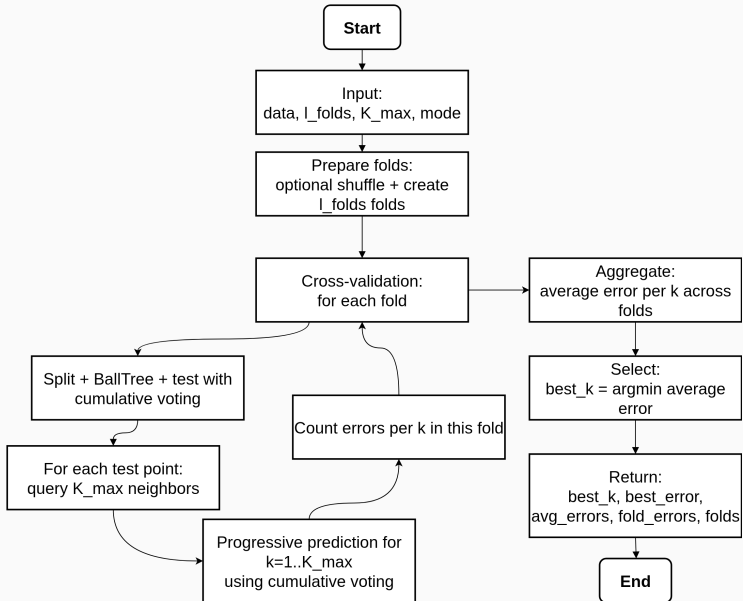 Start
Input:
data, l_folds, K_max, mode
Prepare folds:
optional shuffle + create
l_folds folds
Cross-validation:
for each fold
Aggregate:
average error per k across
folds
Split + BallTree + test with
cumulative voting
Select:
best_k = argmin average
error
Count errors per k in this fold
For each test point:
query K_max neighbors
Return:
best_k, best_error,
avg_errors, fold_errors, folds
Progressive prediction for
k=1..K_max
using cumulative voting
End